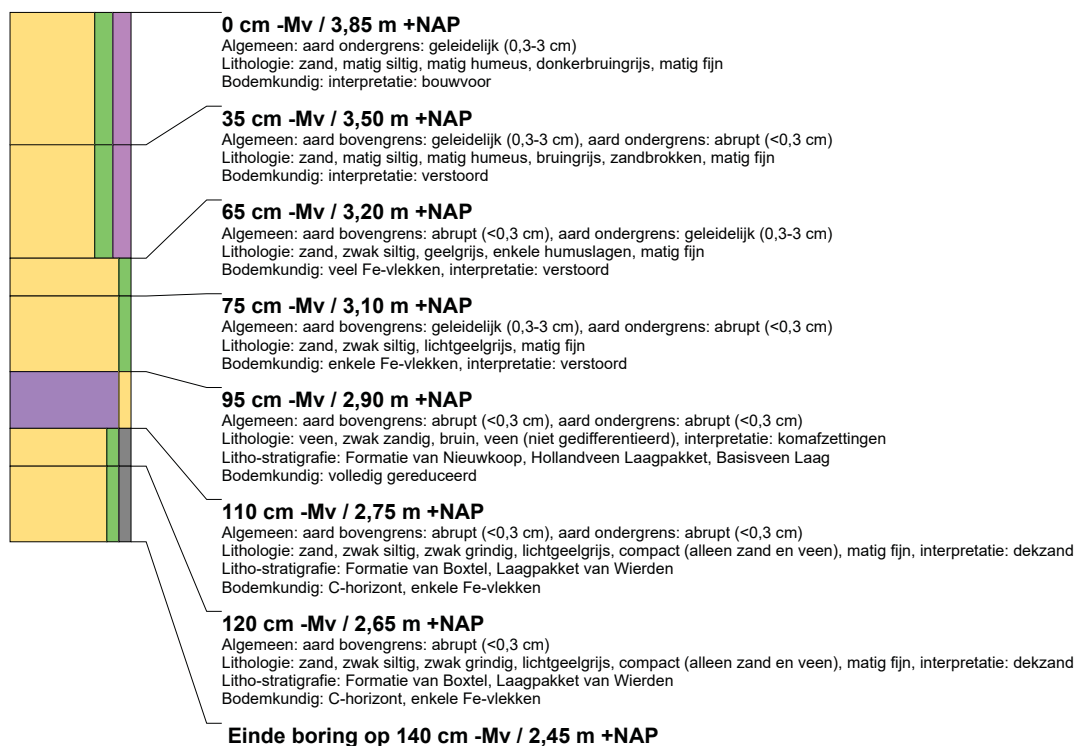 0 cm -Mv / 3,85 m +NAP
Algemeen: aard ondergrens: geleidelijk (0,3-3 cm)
Lithologie: zand, matig siltig, matig humeus, donkerbruingrijs, matig fijn
Bodemkundig: interpretatie: bouwvoor
35 cm -Mv / 3,50 m +NAP
Algemeen: aard bovengrens: geleidelijk (0,3-3 cm), aard ondergrens: abrupt (<0,3 cm)
Lithologie: zand, matig siltig, matig humeus, bruingrijs, zandbrokken, matig fijn
Bodemkundig: interpretatie: verstoord
65 cm -Mv / 3,20 m +NAP
Algemeen: aard bovengrens: abrupt (<0,3 cm), aard ondergrens: geleidelijk (0,3-3 cm)
Lithologie: zand, zwak siltig, geelgrijs, enkele humuslagen, matig fijn
Bodemkundig: veel Fe-vlekken, interpretatie: verstoord
75 cm -Mv / 3,10 m +NAP
Algemeen: aard bovengrens: geleidelijk (0,3-3 cm), aard ondergrens: abrupt (<0,3 cm)
Lithologie: zand, zwak siltig, lichtgeelgrijs, matig fijn
Bodemkundig: enkele Fe-vlekken, interpretatie: verstoord
95 cm -Mv / 2,90 m +NAP
Algemeen: aard bovengrens: abrupt (<0,3 cm), aard ondergrens: abrupt (<0,3 cm)
Lithologie: veen, zwak zandig, bruin, veen (niet gedifferentieerd), interpretatie: komafzettingen
Litho-stratigrafie: Formatie van Nieuwkoop, Hollandveen Laagpakket, Basisveen Laag
Bodemkundig: volledig gereduceerd
110 cm -Mv / 2,75 m +NAP
Algemeen: aard bovengrens: abrupt (<0,3 cm), aard ondergrens: abrupt (<0,3 cm)
Lithologie: zand, zwak siltig, zwak grindig, lichtgeelgrijs, compact (alleen zand en veen), matig fijn, interpretatie: dekzand
Litho-stratigrafie: Formatie van Boxtel, Laagpakket van Wierden
Bodemkundig: C-horizont, enkele Fe-vlekken
120 cm -Mv / 2,65 m +NAP
Algemeen: aard bovengrens: abrupt (<0,3 cm)
Lithologie: zand, zwak siltig, zwak grindig, lichtgeelgrijs, compact (alleen zand en veen), matig fijn, interpretatie: dekzand
Litho-stratigrafie: Formatie van Boxtel, Laagpakket van Wierden
Bodemkundig: C-horizont, enkele Fe-vlekken
Einde boring op 140 cm -Mv / 2,45 m +NAP